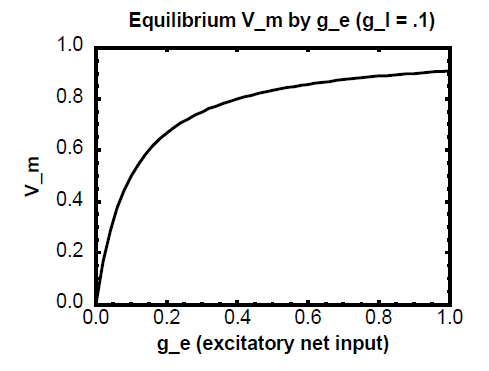 Equilibrium V_m by g_e (g_l = .1)
1.0
0.8
0.6
0.4
0.2
0.0
V_m
0.0 0.2 0.4 0.6 0.8 1.0
g_e (excitatory net input)